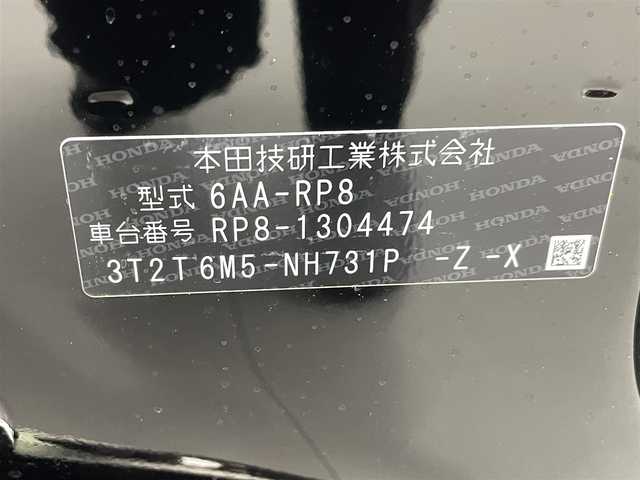 本田技研工業株式会社
型式 6AA-RP8
車台番号 RP8-1304474
3T2T6M5-NH731P -Z -X